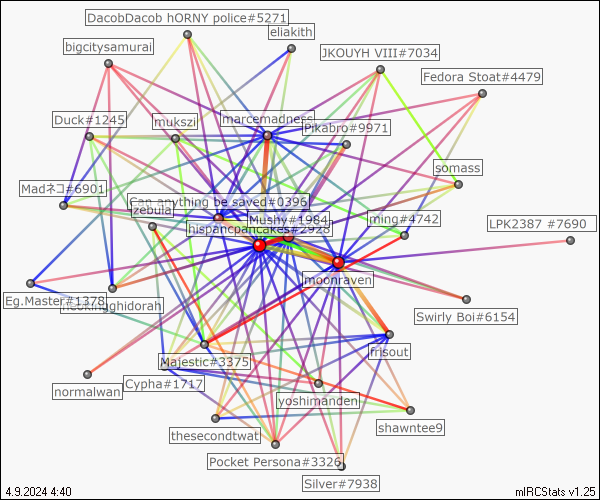 DacobDacob hORNY police#5271
eliakith
bigcitysamurai
JKOUYH VIII#7034
Fedora Stoat#4479
Duck#1245
mukszi
marcemadness
Pikabro#9971
somass
Madネコ#6901
Can anything be saved#0396
zebula
Mushy#1984
ming#4742
hispancpancakes#2928
LPK2387 #7690
moonraven
Eg.Master#1378
Swirly Boi#6154
frisout
Majestic#3375
Cypha#1717
normalwan
yoshimanden
shawntee9
thesecondtwat
Pocket Persona#3326
Silver#7938
4.9.2024 4:40
mIRCStats v1.25